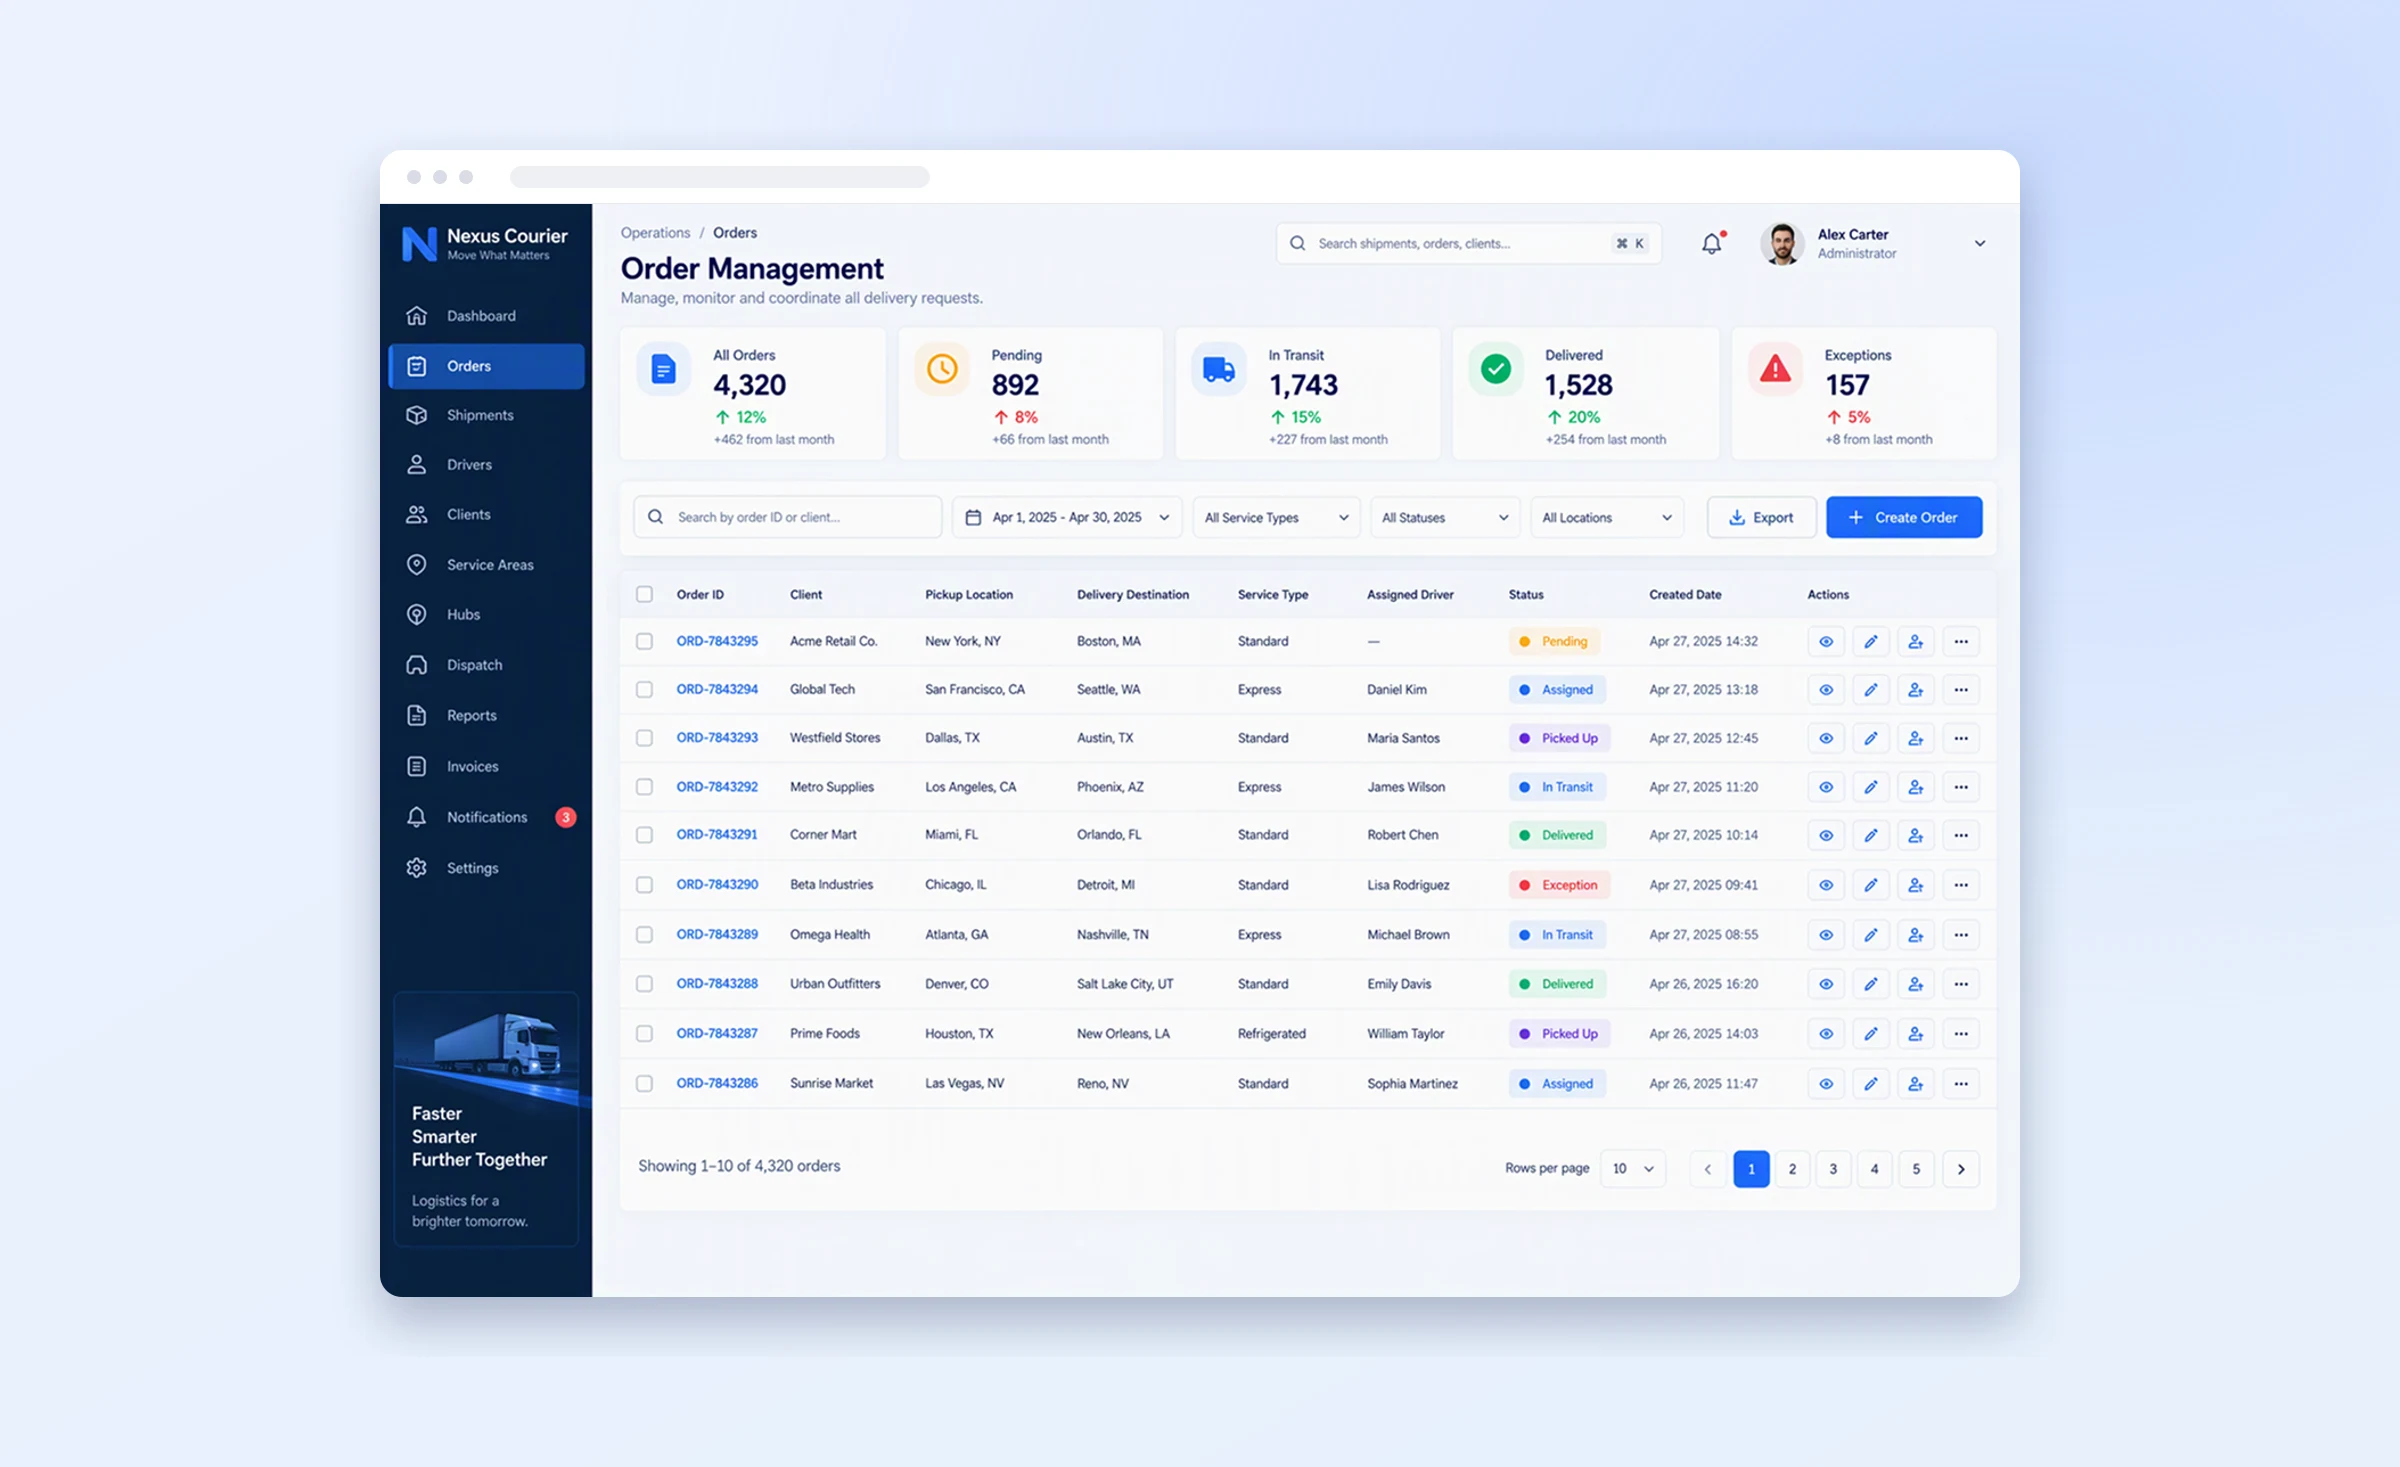 Nexus Courier
Move What Matters
Dashboard
Orders
Shipments
Drivers
Clients
Service Areas
Hubs
Dispatch
Reports
Invoices
Notifications 3
Settings
Faster
Smarter
Further Together
Logistics for a
brighter tomorrow.
Operations / Orders
Order Management
Manage, monitor and coordinate all delivery requests.
Search shipments, orders, clients... ⌘ K
Alex Carter
Administrator
All Orders
4,320
↑ 12%
+462 from last month
Pending
892
↑ 8%
+66 from last month
In Transit
1,743
↑ 15%
+227 from last month
Delivered
1,528
↑ 20%
+254 from last month
Exceptions
157
↑ 5%
+8 from last month
Search by order ID or client... Apr 1, 2025 - Apr 30, 2025 All Service Types All Statuses All Locations Export + Create Order
Order ID Client Pickup Location Delivery Destination Service Type Assigned Driver Status Created Date Actions
ORD-7843295 Acme Retail Co. New York, NY Boston, MA Standard — Pending Apr 27, 2025 14:32
ORD-7843294 Global Tech San Francisco, CA Seattle, WA Express Daniel Kim Assigned Apr 27, 2025 13:18
ORD-7843293 Westfield Stores Dallas, TX Austin, TX Standard Maria Santos Picked Up Apr 27, 2025 12:45
ORD-7843292 Metro Supplies Los Angeles, CA Phoenix, AZ Express James Wilson In Transit Apr 27, 2025 11:20
ORD-7843291 Corner Mart Miami, FL Orlando, FL Standard Robert Chen Delivered Apr 27, 2025 10:14
ORD-7843290 Beta Industries Chicago, IL Detroit, MI Standard Lisa Rodriguez Exception Apr 27, 2025 09:41
ORD-7843289 Omega Health Atlanta, GA Nashville, TN Express Michael Brown In Transit Apr 27, 2025 08:55
ORD-7843288 Urban Outfitters Denver, CO Salt Lake City, UT Standard Emily Davis Delivered Apr 26, 2025 16:20
ORD-7843287 Prime Foods Houston, TX New Orleans, LA Refrigerated William Taylor Picked Up Apr 26, 2025 14:03
ORD-7843286 Sunrise Market Las Vegas, NV Reno, NV Standard Sophia Martinez Assigned Apr 26, 2025 11:47
Showing 1–10 of 4,320 orders Rows per page 10 1 2 3 4 5